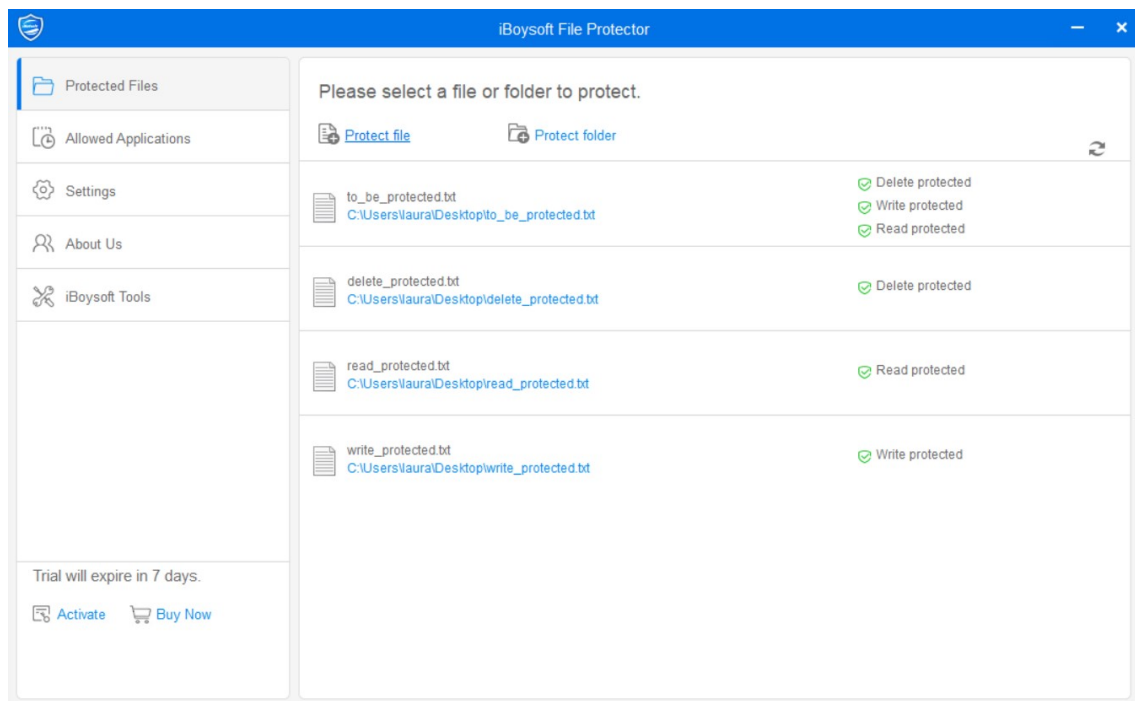 iBoysoft File Protector
Protected Files
Allowed Applications
Settings
About Us
iBoysoft Tools
Trial will expire in 7 days.
Activate Buy Now
Please select a file or folder to protect.
Protect file Protect folder
to_be_protected.txt
C:\Users\laura\Desktop\to_be_protected.txt
Delete protected
Write protected
Read protected
delete_protected.txt
C:\Users\laura\Desktop\delete_protected.txt
Delete protected
read_protected.txt
C:\Users\laura\Desktop\read_protected.txt
Read protected
write_protected.txt
C:\Users\laura\Desktop\write_protected.txt
Write protected